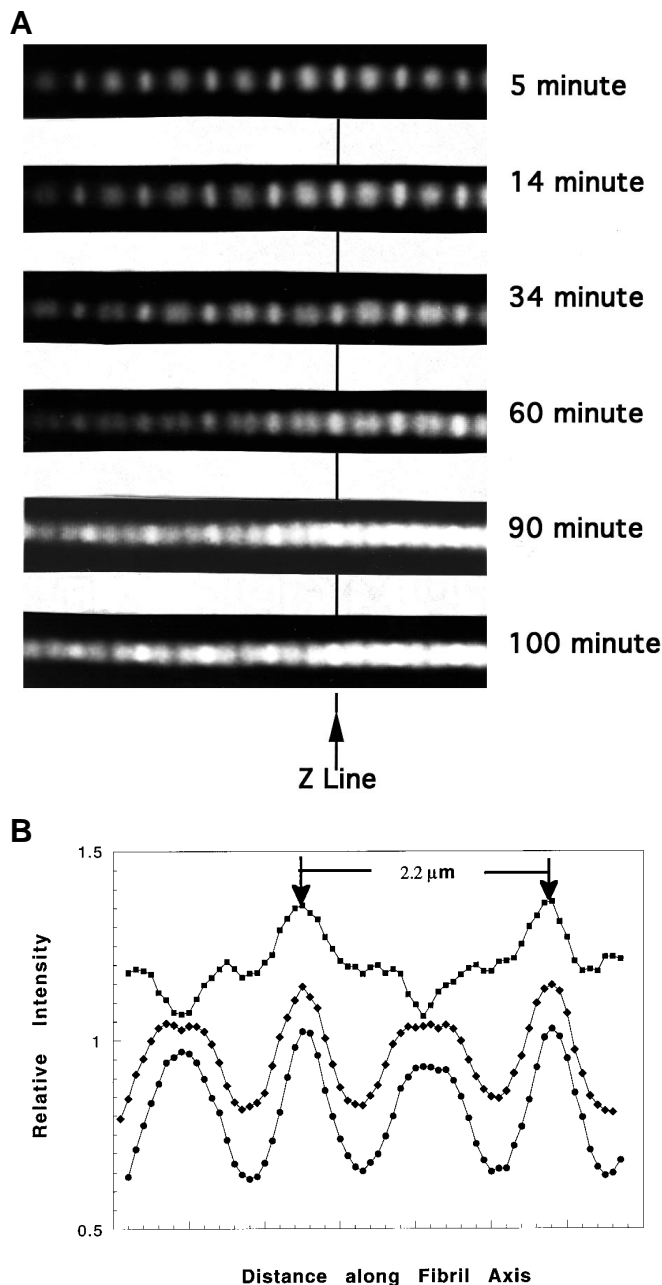 A
5 minute
14 minute
34 minute
60 minute
90 minute
100 minute
Z Line
B
1.5
2.2 μm
1
0.5
Relative Intensity
Distance along Fibril Axis